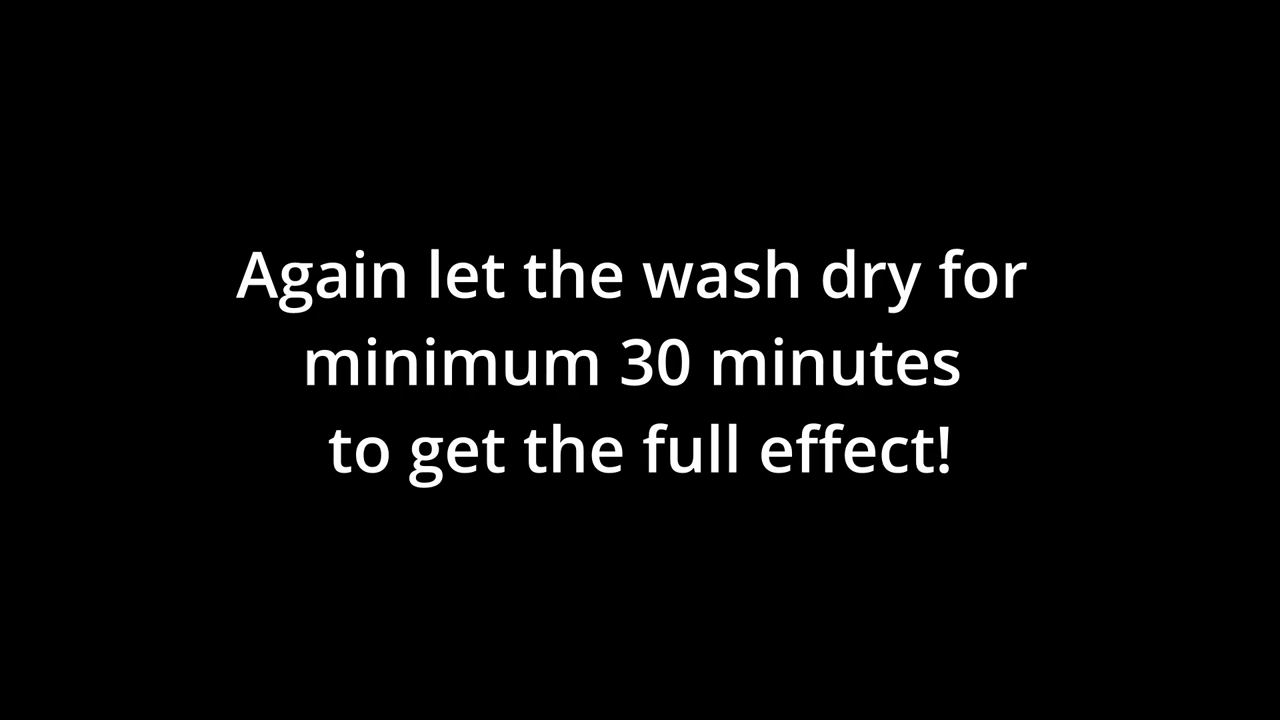 Again let the wash dry for
minimum 30 minutes
to get the full effect!